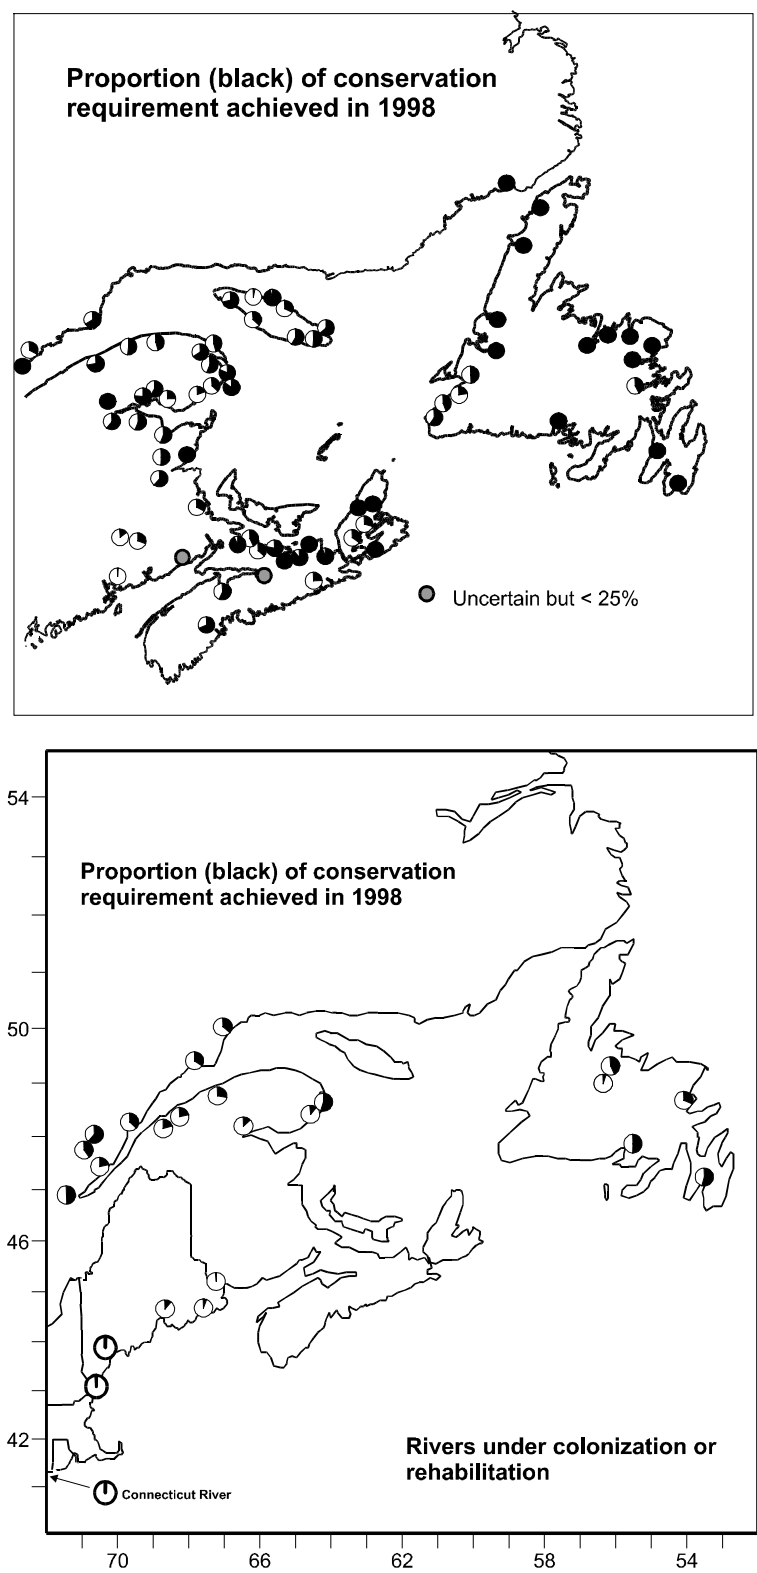 Proportion (black) of conservation
requirement achieved in 1998
Uncertain but < 25%
54
Proportion (black) of conservation
requirement achieved in 1998
50
46
42
Rivers under colonization or
rehabilitation
Connecticut River
70 66 62 58 54